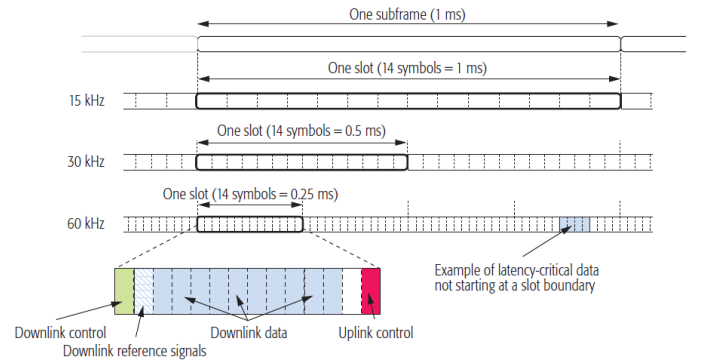 One subframe (1 ms)
One slot (14 symbols = 1 ms)
15 kHz
One slot (14 symbols = 0.5 ms)
30 kHz
One slot (14 symbols = 0.25 ms)
60 kHz
Example of latency-critical data
not starting at a slot boundary
Downlink control
Downlink data
Uplink control
Downlink reference signals